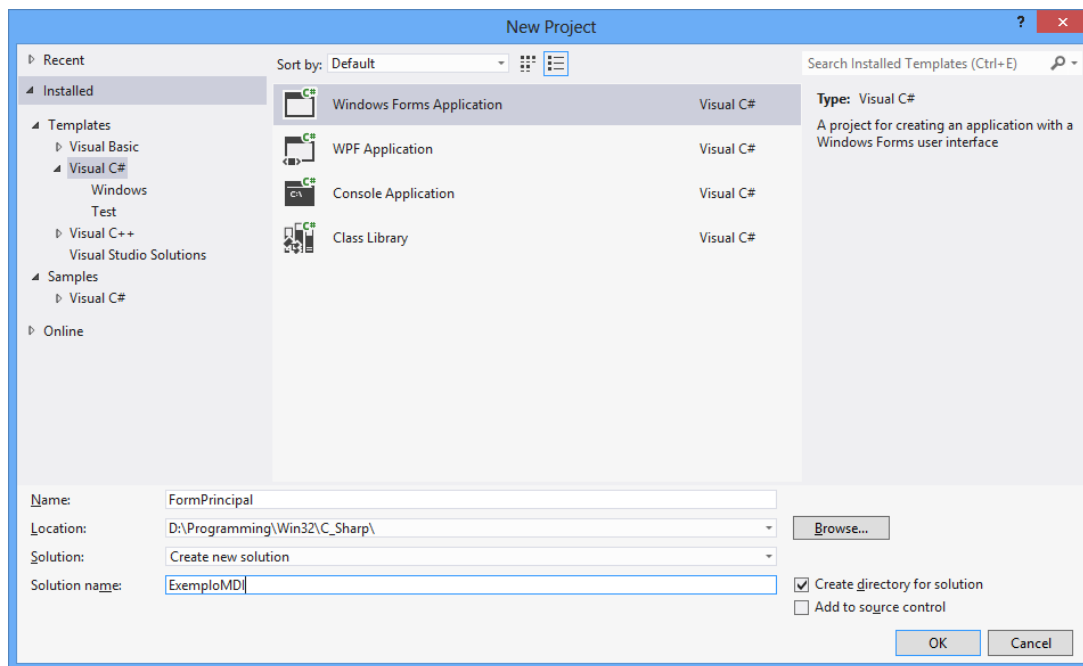 New Project
?
Recent
Installed
Templates
Visual Basic
Visual C#
Windows
Test
Visual C++
Visual Studio Solutions
Samples
Visual C#
Online
Sort by: Default
C# Windows Forms Application Visual C#
C# WPF Application Visual C#
C# C:\ Console Application Visual C#
C# Class Library Visual C#
Search Installed Templates (Ctrl+E)
Type: Visual C#
A project for creating an application with a
Windows Forms user interface
Name: FormPrincipal
Location: D:\Programming\Win32\C_Sharp\ Browse...
Solution: Create new solution
Solution name: ExemploMDI
Create directory for solution
Add to source control
OK Cancel